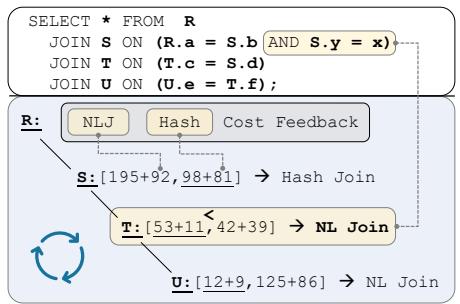 SELECT * FROM R
JOIN S ON (R.a = S.b AND S.y = x)
JOIN T ON (T.c = S.d)
JOIN U ON (U.e = T.f);
R: NLJ Hash Cost Feedback
S:[195+92,98+81] → Hash Join
<
T:[53+11,42+39] → NL Join
U:[12+9,125+86] → NL Join